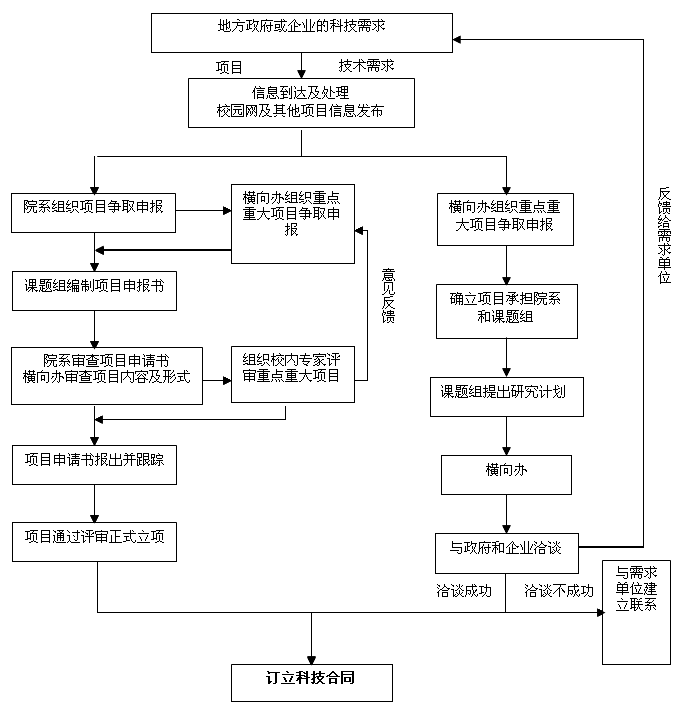 地方政府或企业的科技需求
项目
技术需求
信息到达及处理
校园网及其他项目信息发布
院系组织项目争取申报
横向办组织重点
重大项目争取申
报
课题组编制项目申报书
意见反馈
院系审查项目申请书
横向办审查项目内容及形式
组织校内专家评
审重点重大项目
项目申请书报出并跟踪
项目通过评审正式立项
横向办组织重点重
大项目争取申报
确立项目承担院系
和课题组
课题组提出研究计划
横向办
与政府和企业洽谈
反馈给需求单位
洽谈成功
洽谈不成功
与需求
单位建
立联系
订立科技合同